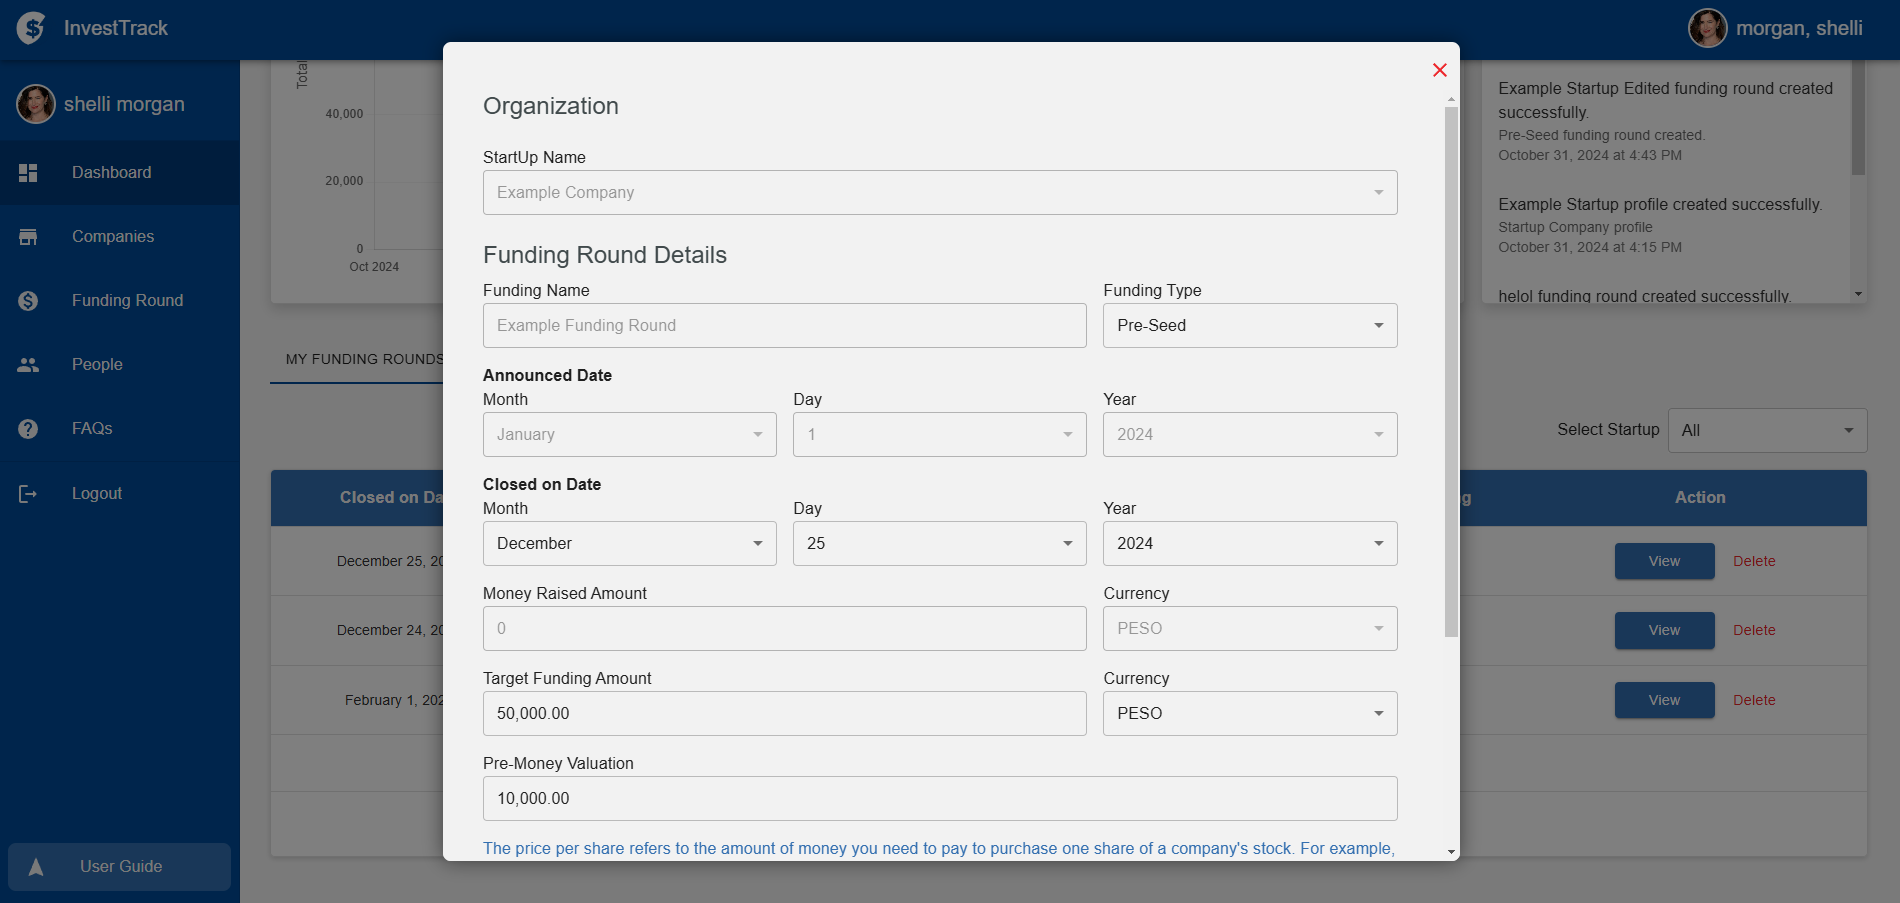 InvestTrack
morgan, shelli
shelli morgan
Dashboard
Companies
Funding Round
People
FAQs
Logout
User Guide
Total
40,000
20,000
0
Oct 2024
MY FUNDING ROUNDS
Closed on Da
December 25, 20
December 24, 20
February 1, 202
Organization
StartUp Name
Example Company
Funding Round Details
Funding Name
Funding Type
Example Funding Round
Pre-Seed
Announced Date
Month
Day
Year
January
1
2024
Closed on Date
Month
Day
Year
December
25
2024
Money Raised Amount
Currency
0
PESO
Target Funding Amount
Currency
50,000.00
PESO
Pre-Money Valuation
10,000.00
The price per share refers to the amount of money you need to pay to purchase one share of a company's stock. For example,
Example Startup Edited funding round created
successfully.
Pre-Seed funding round created.
October 31, 2024 at 4:43 PM
Example Startup profile created successfully.
Startup Company profile
October 31, 2024 at 4:15 PM
helol funding round created successfully.
Select Startup
All
g
Action
View
Delete
View
Delete
View
Delete